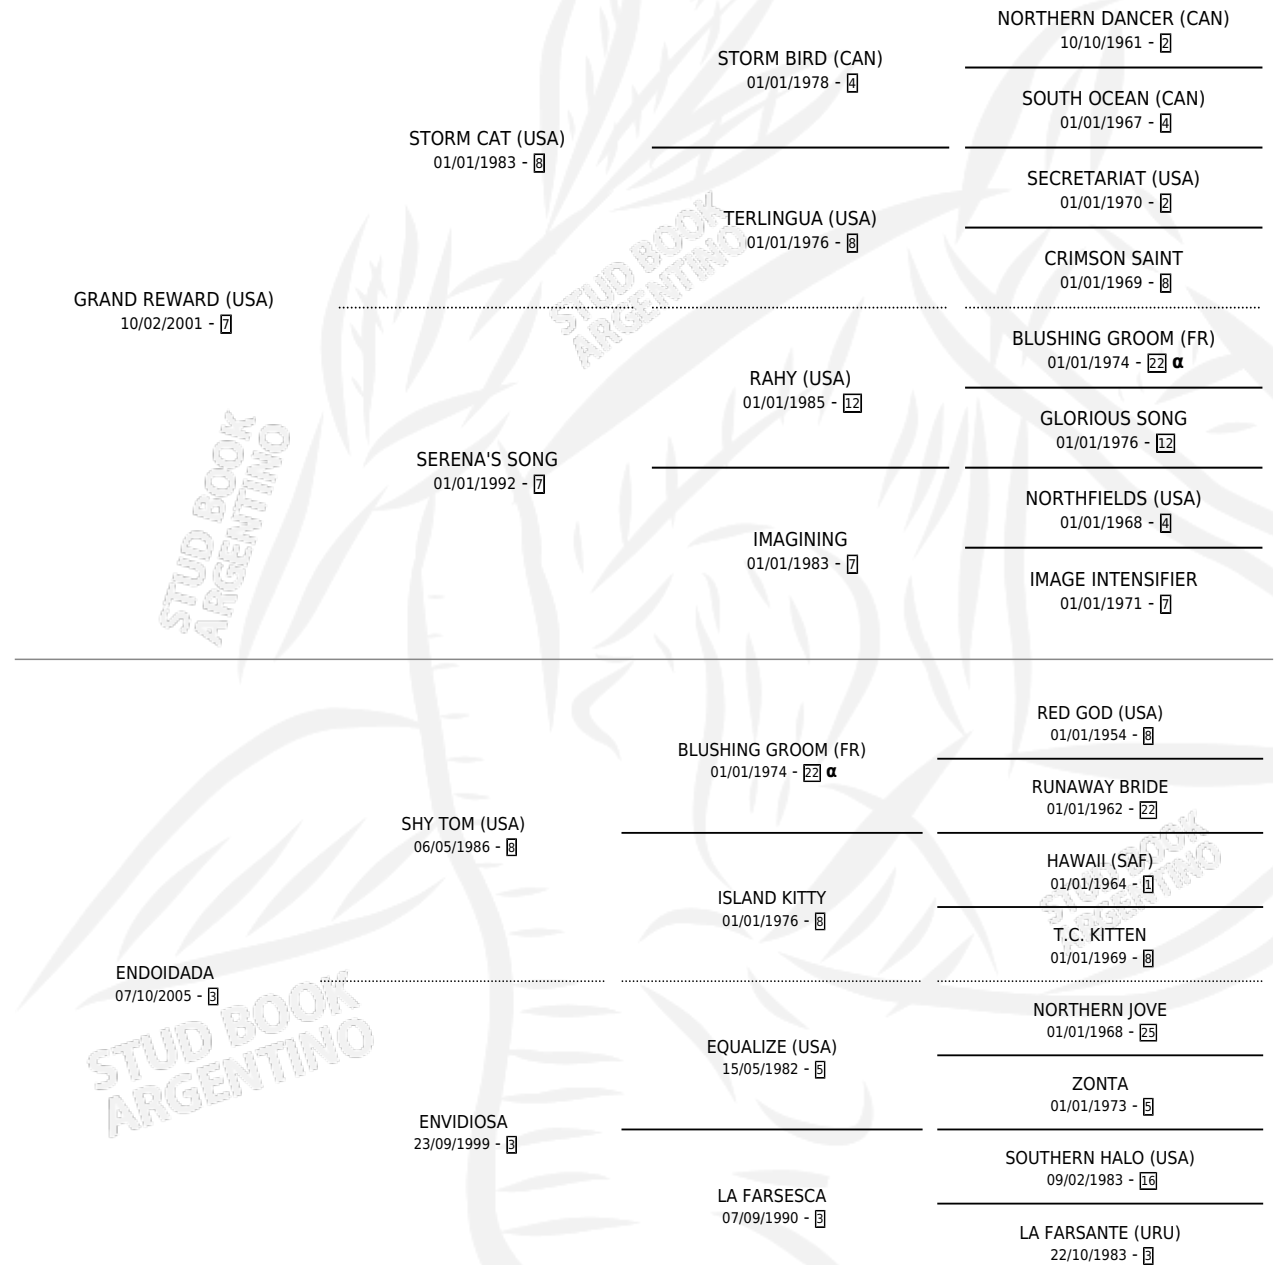 GRAND REWARD (USA)
10/02/2001 - 7
STORM CAT (USA)
01/01/1983 - 8
SERENA'S SONG
01/01/1992 - 7
STORM BIRD (CAN)
01/01/1978 - 4
TERLINGUA (USA)
01/01/1976 - 8
RAHY (USA)
01/01/1985 - 12
IMAGINING
01/01/1983 - 7
NORTHERN DANCER (CAN)
10/10/1961 - 2
SOUTH OCEAN (CAN)
01/01/1967 - 4
SECRETARIAT (USA)
01/01/1970 - 2
CRIMSON SAINT
01/01/1969 - 8
BLUSHING GROOM (FR)
01/01/1974 - 22 α
GLORIOUS SONG
01/01/1976 - 12
NORTHFIELDS (USA)
01/01/1968 - 4
IMAGE INTENSIFIER
01/01/1971 - 7
ENDOIDADA
07/10/2005 - 3
SHY TOM (USA)
06/05/1986 - 8
ENVIDIOSA
23/09/1999 - 3
BLUSHING GROOM (FR)
01/01/1974 - 22 α
ISLAND KITTY
01/01/1976 - 8
EQUALIZE (USA)
15/05/1982 - 5
LA FARSESCA
07/09/1990 - 3
RED GOD (USA)
01/01/1954 - 8
RUNAWAY BRIDE
01/01/1962 - 22
HAWAII (SAF)
01/01/1964 - 1
T.C. KITTEN
01/01/1969 - 8
NORTHERN JOVE
01/01/1968 - 25
ZONTA
01/01/1973 - 5
SOUTHERN HALO (USA)
09/02/1983 - 16
LA FARSANTE (URU)
22/10/1983 - 3
STUD BOOK
ARGENTINO
STUD BOOK
ARGENTINO
STUD BOOK
ARGENTINO
STUD BOOK
ARGENTINO